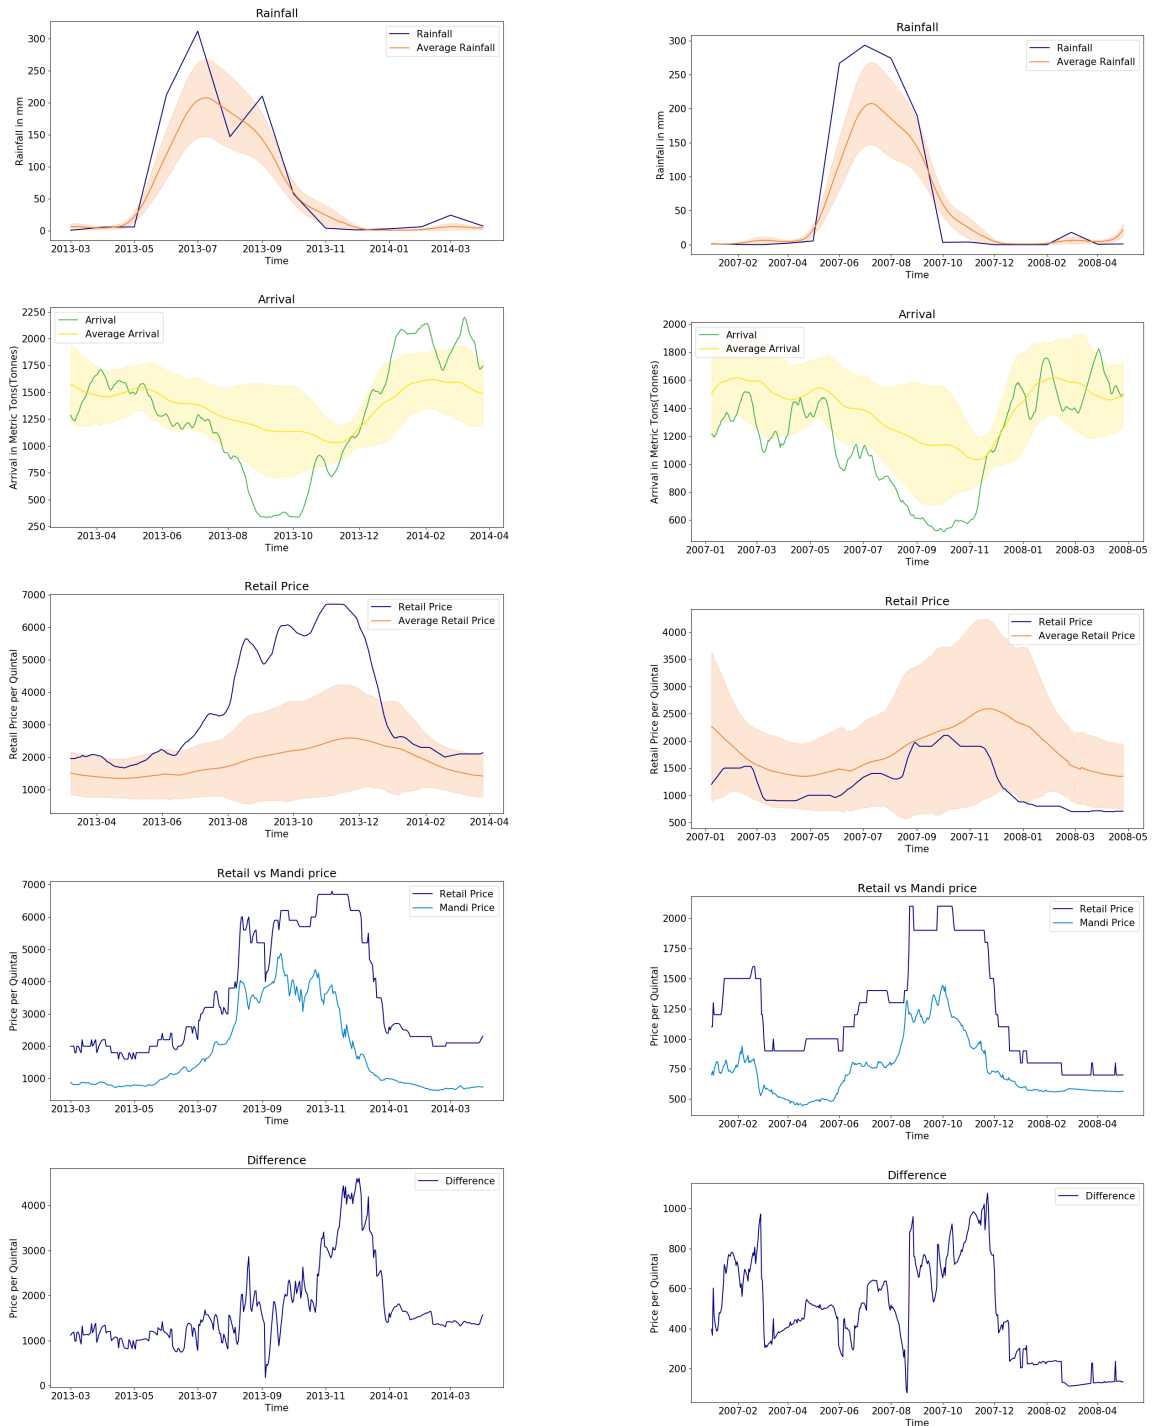 Rainfall
Rainfall
Average Rainfall
Rainfall in mm
300
250
200
150
100
50
0
2013-03 2013-05 2013-07 2013-09 2013-11 2014-01 2014-03
Time
Rainfall
Rainfall
Average Rainfall
Rainfall in mm
300
250
200
150
100
50
0
2007-02 2007-04 2007-06 2007-08 2007-10 2007-12 2008-02 2008-04
Time
Arrival
Arrival
Average Arrival
Arrival in Metric Tons(Tonnes)
2250
2000
1750
1500
1250
1000
750
500
250
2013-04 2013-06 2013-08 2013-10 2013-12 2014-02 2014-04
Time
Arrival
Arrival
Average Arrival
Arrival in Metric Tons(Tonnes)
2000
1800
1600
1400
1200
1000
800
600
2007-01 2007-03 2007-05 2007-07 2007-09 2007-11 2008-01 2008-03 2008-05
Time
Retail Price
Retail Price
Average Retail Price
Retail Price per Quintal
7000
6000
5000
4000
3000
2000
1000
2013-04 2013-06 2013-08 2013-10 2013-12 2014-02 2014-04
Time
Retail Price
Retail Price
Average Retail Price
Retail Price per Quintal
4000
3500
3000
2500
2000
1500
1000
500
2007-01 2007-03 2007-05 2007-07 2007-09 2007-11 2008-01 2008-03 2008-05
Time
Retail vs Mandi price
Retail Price
Mandi Price
Price per Quintal
7000
6000
5000
4000
3000
2000
1000
2013-03 2013-05 2013-07 2013-09 2013-11 2014-01 2014-03
Time
Retail vs Mandi price
Retail Price
Mandi Price
Price per Quintal
2000
1750
1500
1250
1000
750
500
2007-02 2007-04 2007-06 2007-08 2007-10 2007-12 2008-02 2008-04
Time
Difference
Difference
Price per Quintal
4000
3000
2000
1000
0
2013-03 2013-05 2013-07 2013-09 2013-11 2014-01 2014-03
Time
Difference
Difference
Price per Quintal
1000
800
600
400
200
2007-02 2007-04 2007-06 2007-08 2007-10 2007-12 2008-02 2008-04
Time